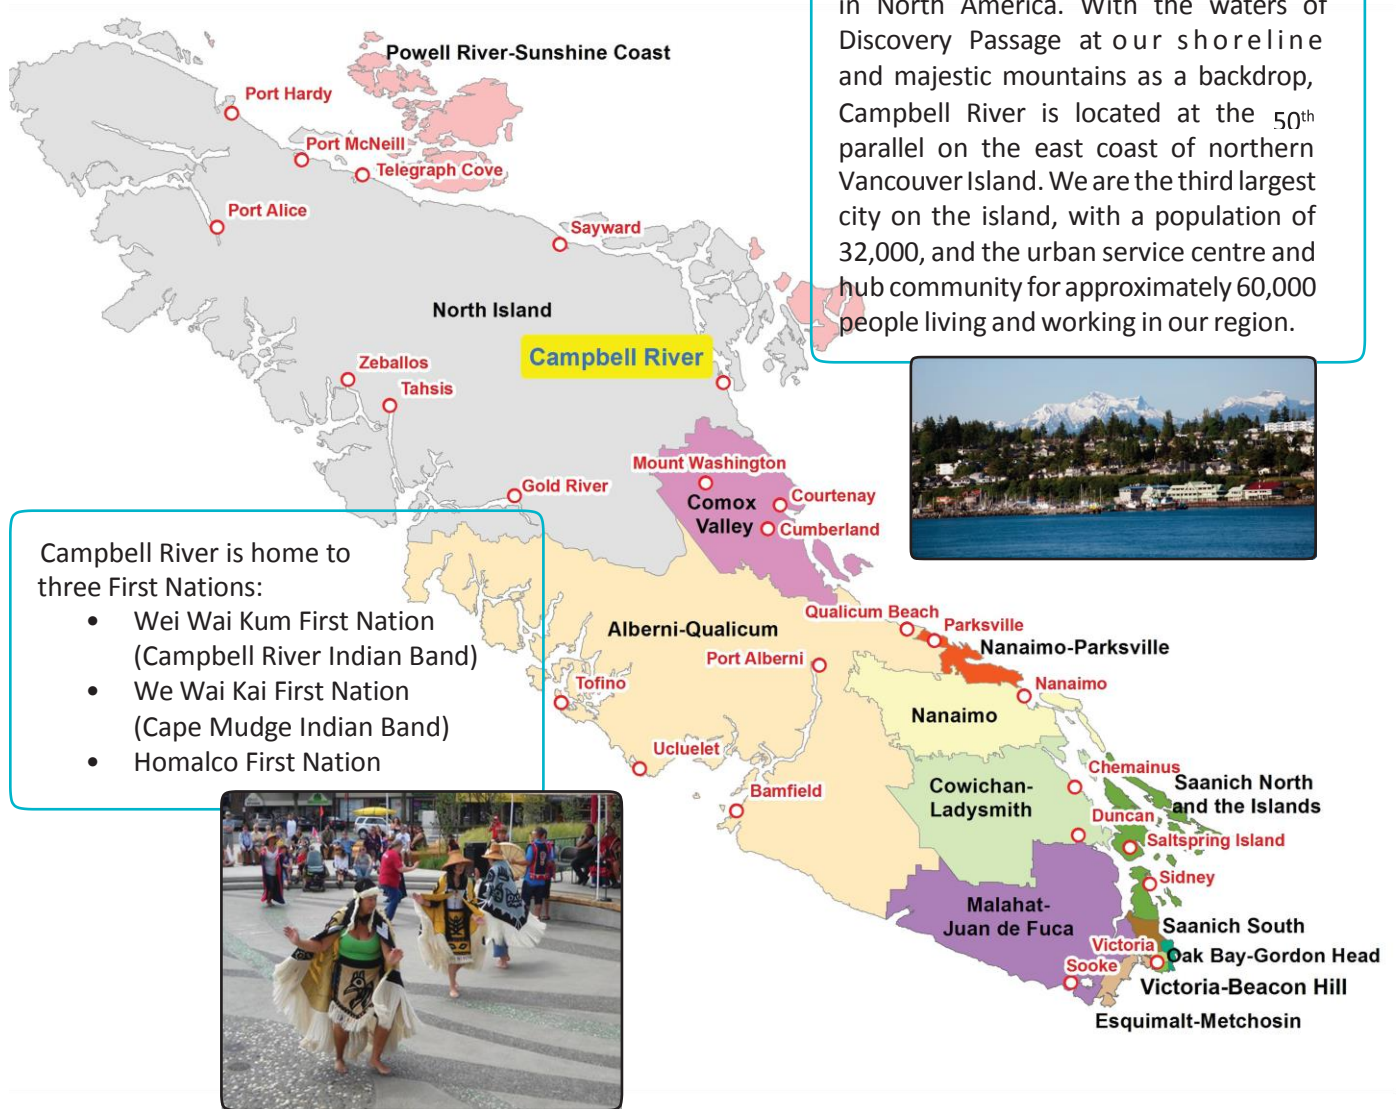 in North America. With the waters of
Discovery Passage at our shoreline
and majestic mountains as a backdrop,
Campbell River is located at the 50th
parallel on the east coast of northern
Vancouver Island. We are the third largest
city on the island, with a population of
32,000, and the urban service centre and
hub community for approximately 60,000
people living and working in our region.
Powell River-Sunshine Coast
Port Hardy
Port McNeill
Telegraph Cove
Port Alice
Sayward
North Island
Campbell River
Zeballos
Tahsis
Gold River
Mount Washington
Comox
Valley
Courtenay
Cumberland
Campbell River is home to
three First Nations:
• Wei Wai Kum First Nation
(Campbell River Indian Band)
• We Wai Kai First Nation
(Cape Mudge Indian Band)
• Homalco First Nation
Alberni-Qualicum
Qualicum Beach
Parksville
Nanaimo-Parksville
Port Alberni
Tofino
Nanaimo
Nanaimo
Ucluelet
Bamfield
Chemainus
Cowichan-
Ladysmith
Saanich North
and the Islands
Duncan
Saltspring Island
Sidney
Malahat-
Juan de Fuca
Saanich South
Victoria
Oak Bay-Gordon Head
Sooke
Victoria-Beacon Hill
Esquimalt-Metchosin